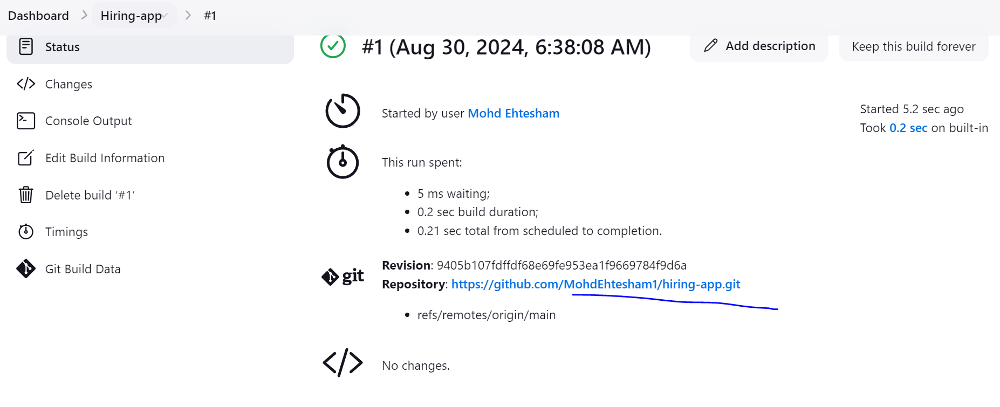 Dashboard Hiring-app #1
Status
Changes
Console Output
Edit Build Information
Delete build ‘#1’
Timings
Git Build Data
#1 (Aug 30, 2024, 6:38:08 AM)
Add description
Keep this build forever
Started by user Mohd Ehtesham
Started 5.2 sec ago
Took 0.2 sec on built-in
This run spent:
• 5 ms waiting;
• 0.2 sec build duration;
• 0.21 sec total from scheduled to completion.
git
Revision: 9405b107fdffdf68e69fe953ea1f9669784f9d6a
Repository: https://github.com/MohdEhtesham1/hiring-app.git
• refs/remotes/origin/main
No changes.